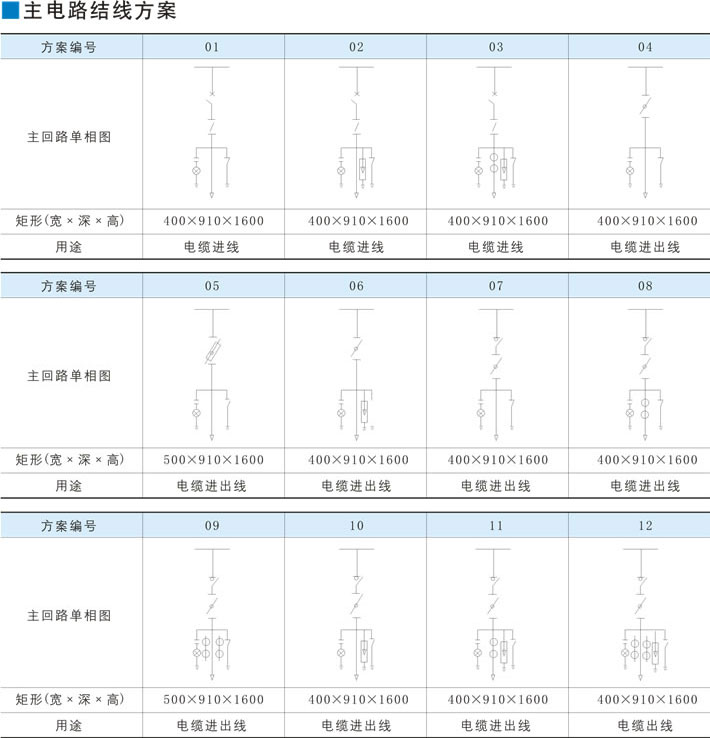 主电路结线方案
方案编号 01 02 03 04
主回路单相图
矩形(宽×深×高) 400×910×1600 400×910×1600 400×910×1600 400×910×1600
用途 电缆进线 电缆进线 电缆进线 电缆进出线
方案编号 05 06 07 08
主回路单相图
矩形(宽×深×高) 500×910×1600 400×910×1600 400×910×1600 400×910×1600
用途 电缆进出线 电缆进出线 电缆进出线 电缆进出线
方案编号 09 10 11 12
主回路单相图
矩形(宽×深×高) 500×910×1600 400×910×1600 400×910×1600 400×910×1600
用途 电缆进出线 电缆进出线 电缆进出线 电缆出线